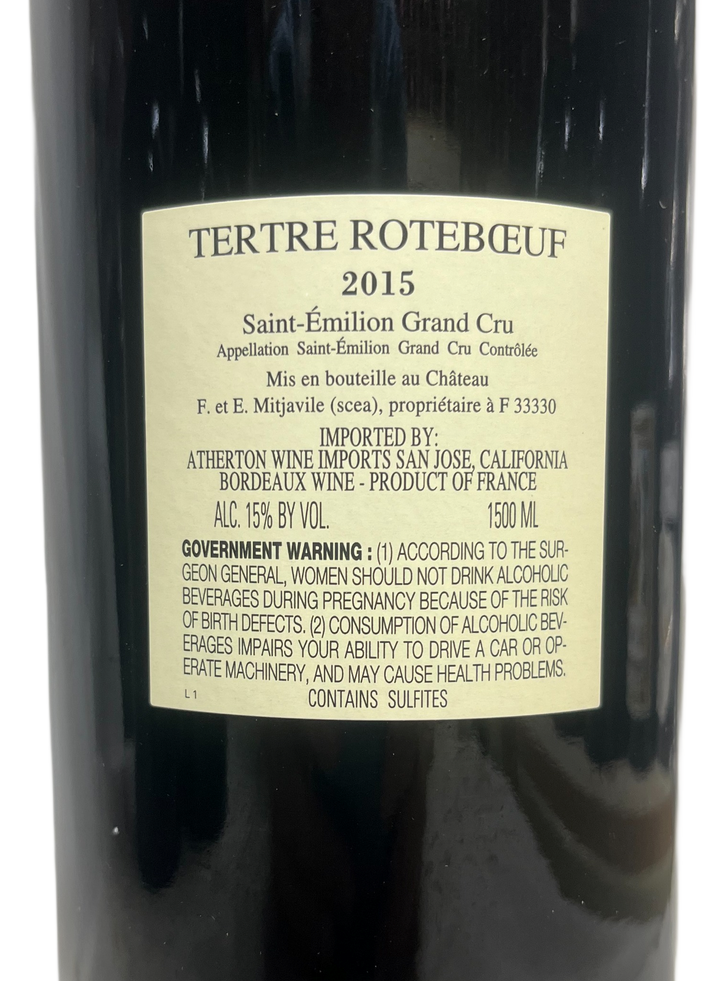 TERTRE ROTEBŒUF
2015
Saint-Émilion Grand Cru
Appellation Saint-Émilion Grand Cru Contrôlée
Mis en bouteille au Château
F. et E. Mitjavile (scea), propriétaire à F 33330
IMPORTED BY:
ATHERTON WINE IMPORTS SAN JOSE, CALIFORNIA
BORDEAUX WINE - PRODUCT OF FRANCE
ALC. 15% BY VOL. 1500 ML
GOVERNMENT WARNING : (1) ACCORDING TO THE SUR-
GEON GENERAL, WOMEN SHOULD NOT DRINK ALCOHOLIC
BEVERAGES DURING PREGNANCY BECAUSE OF THE RISK
OF BIRTH DEFECTS. (2) CONSUMPTION OF ALCOHOLIC BEV-
ERAGES IMPAIRS YOUR ABILITY TO DRIVE A CAR OR OP-
ERATE MACHINERY, AND MAY CAUSE HEALTH PROBLEMS.
L 1 CONTAINS SULFITES